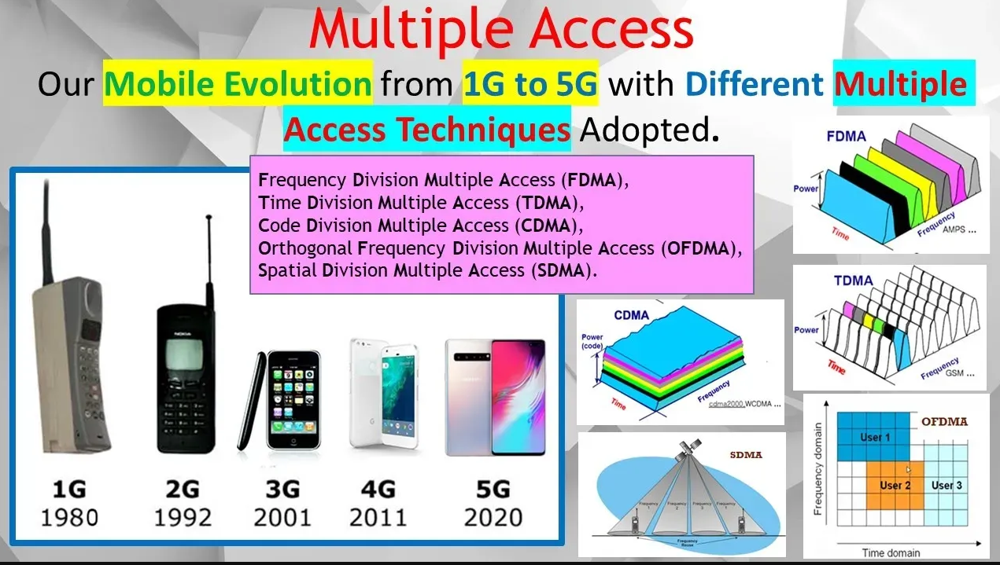 Multiple Access
Our Mobile Evolution from 1G to 5G with Different Multiple
Access Techniques Adopted.
Frequency Division Multiple Access (FDMA),
Time Division Multiple Access (TDMA),
Code Division Multiple Access (CDMA),
Orthogonal Frequency Division Multiple Access (OFDMA),
Spatial Division Multiple Access (SDMA).
NOKIA
1G
1980
2G
1992
3G
2001
4G
2011
5G
2020
FDMA
Power
Time
Frequency
AMPS ...
TDMA
Power
Time
Frequency
GSM ...
CDMA
Power
(code)
Time
Frequency
cdma2000,WCDMA ...
SDMA
Frequency
1
Frequency
2
Frequency
3
Frequency
1
Frequency
Reuse
OFDMA
Frequency domain
User 1
User 2
User 3
Time domain